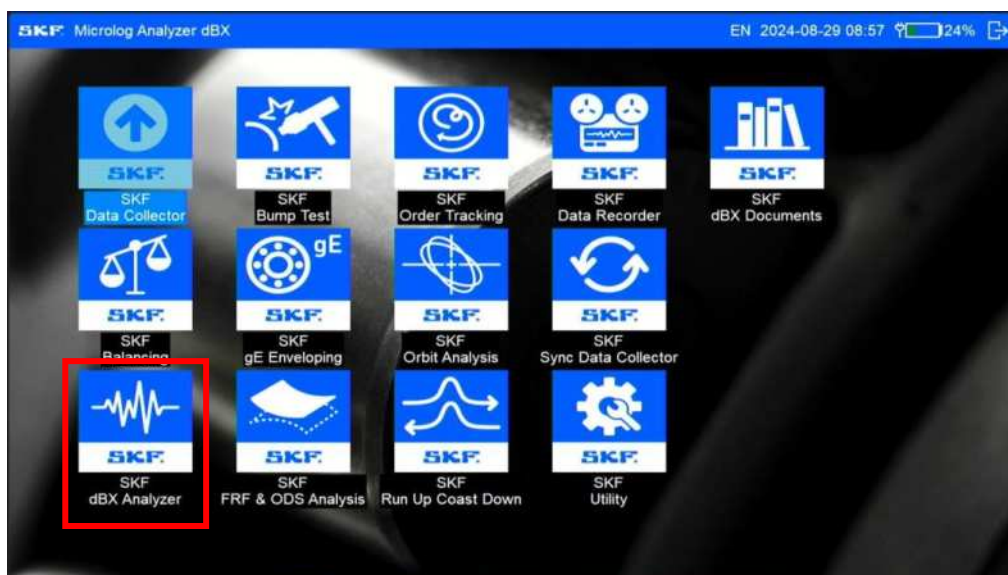 SKF Microlog Analyzer dBX
EN 2024-08-29 08:57 24%
SKF
SKF
Data Collector
SKF
SKF
Bump Test
SKF
SKF
Order Tracking
SKF
SKF
Data Recorder
SKF
SKF
dBX Documents
SKF
SKF
Balancing
gE
SKF
SKF
gE Enveloping
SKF
SKF
Orbit Analysis
SKF
SKF
Sync Data Collector
SKF
SKF
dBX Analyzer
SKF
SKF
FRF & ODS Analysis
SKF
SKF
Run Up Coast Down
SKF
SKF
Utility